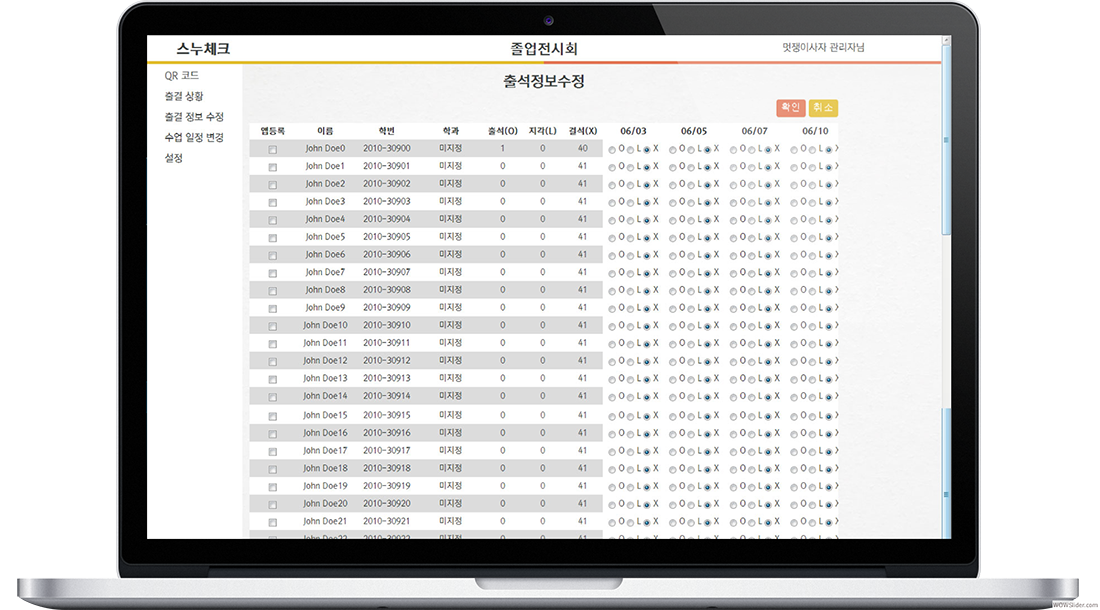 스누체크 졸업전시회 멋쟁이사자 관리자님
QR 코드
출결 상황
출결 정보 수정
수업 일정 변경
설정
출석정보수정
확인 취소
앱등록 이름 학번 학과 출석(O) 지각(L) 결석(X) 06/03 06/05 06/07 06/10
John Doe0 2010-30900 미지정 1 0 40 O L X O L X O L X O L X
John Doe1 2010-30901 미지정 0 0 41 O L X O L X O L X O L X
John Doe2 2010-30902 미지정 0 0 41 O L X O L X O L X O L X
John Doe3 2010-30903 미지정 0 0 41 O L X O L X O L X O L X
John Doe4 2010-30904 미지정 0 0 41 O L X O L X O L X O L X
John Doe5 2010-30905 미지정 0 0 41 O L X O L X O L X O L X
John Doe6 2010-30906 미지정 0 0 41 O L X O L X O L X O L X
John Doe7 2010-30907 미지정 0 0 41 O L X O L X O L X O L X
John Doe8 2010-30908 미지정 0 0 41 O L X O L X O L X O L X
John Doe9 2010-30909 미지정 0 0 41 O L X O L X O L X O L X
John Doe10 2010-30910 미지정 0 0 41 O L X O L X O L X O L X
John Doe11 2010-30911 미지정 0 0 41 O L X O L X O L X O L X
John Doe12 2010-30912 미지정 0 0 41 O L X O L X O L X O L X
John Doe13 2010-30913 미지정 0 0 41 O L X O L X O L X O L X
John Doe14 2010-30914 미지정 0 0 41 O L X O L X O L X O L X
John Doe15 2010-30915 미지정 0 0 41 O L X O L X O L X O L X
John Doe16 2010-30916 미지정 0 0 41 O L X O L X O L X O L X
John Doe17 2010-30917 미지정 0 0 41 O L X O L X O L X O L X
John Doe18 2010-30918 미지정 0 0 41 O L X O L X O L X O L X
John Doe19 2010-30919 미지정 0 0 41 O L X O L X O L X O L X
John Doe20 2010-30920 미지정 0 0 41 O L X O L X O L X O L X
John Doe21 2010-30921 미지정 0 0 41 O L X O L X O L X O L X
WOWSlider.com